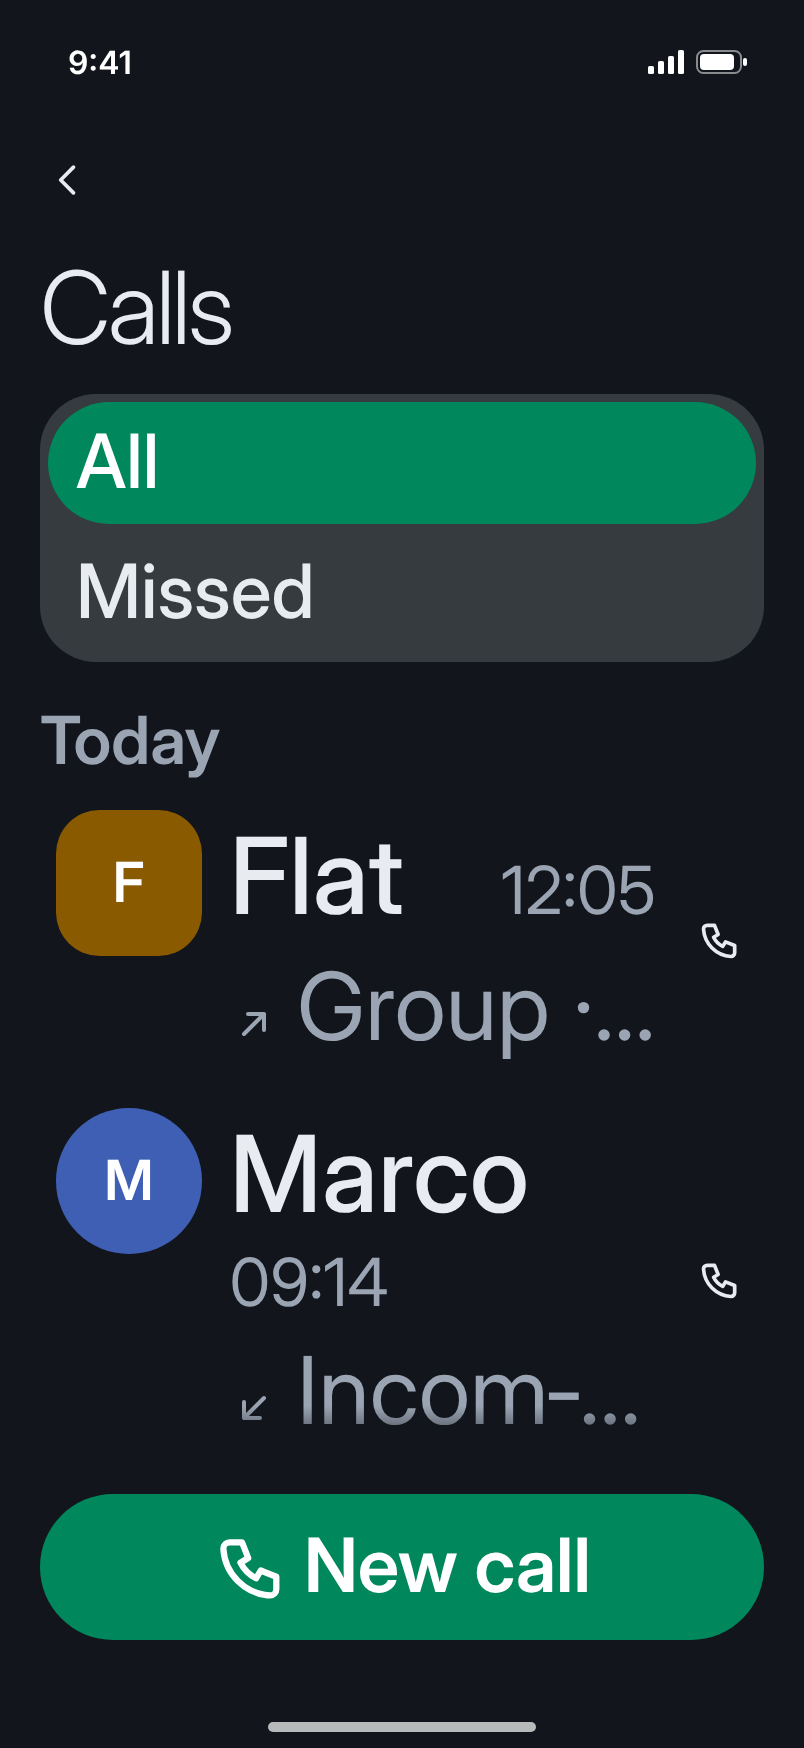 9:41
Calls
All
Missed
Today
F
Flat
12:05
Group ·...
M
Marco
09:14
Incom-...
New call